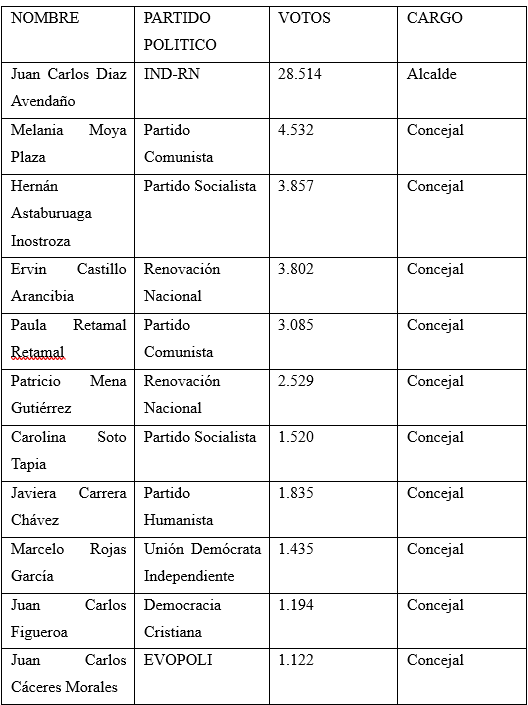 NOMBRE PARTIDO POLITICO VOTOS CARGO
Juan Carlos Diaz Avendaño IND-RN 28.514 Alcalde
Melania Moya Plaza Partido Comunista 4.532 Concejal
Hernán Astaburuaga Inostroza Partido Socialista 3.857 Concejal
Ervin Castillo Arancibia Renovación Nacional 3.802 Concejal
Paula Retamal Retamal Partido Comunista 3.085 Concejal
Patricio Mena Gutiérrez Renovación Nacional 2.529 Concejal
Carolina Soto Tapia Partido Socialista 1.520 Concejal
Javiera Carrera Chávez Partido Humanista 1.835 Concejal
Marcelo Rojas García Unión Demócrata Independiente 1.435 Concejal
Juan Carlos Figueroa Democracia Cristiana 1.194 Concejal
Juan Carlos Cáceres Morales EVOPOLI 1.122 Concejal